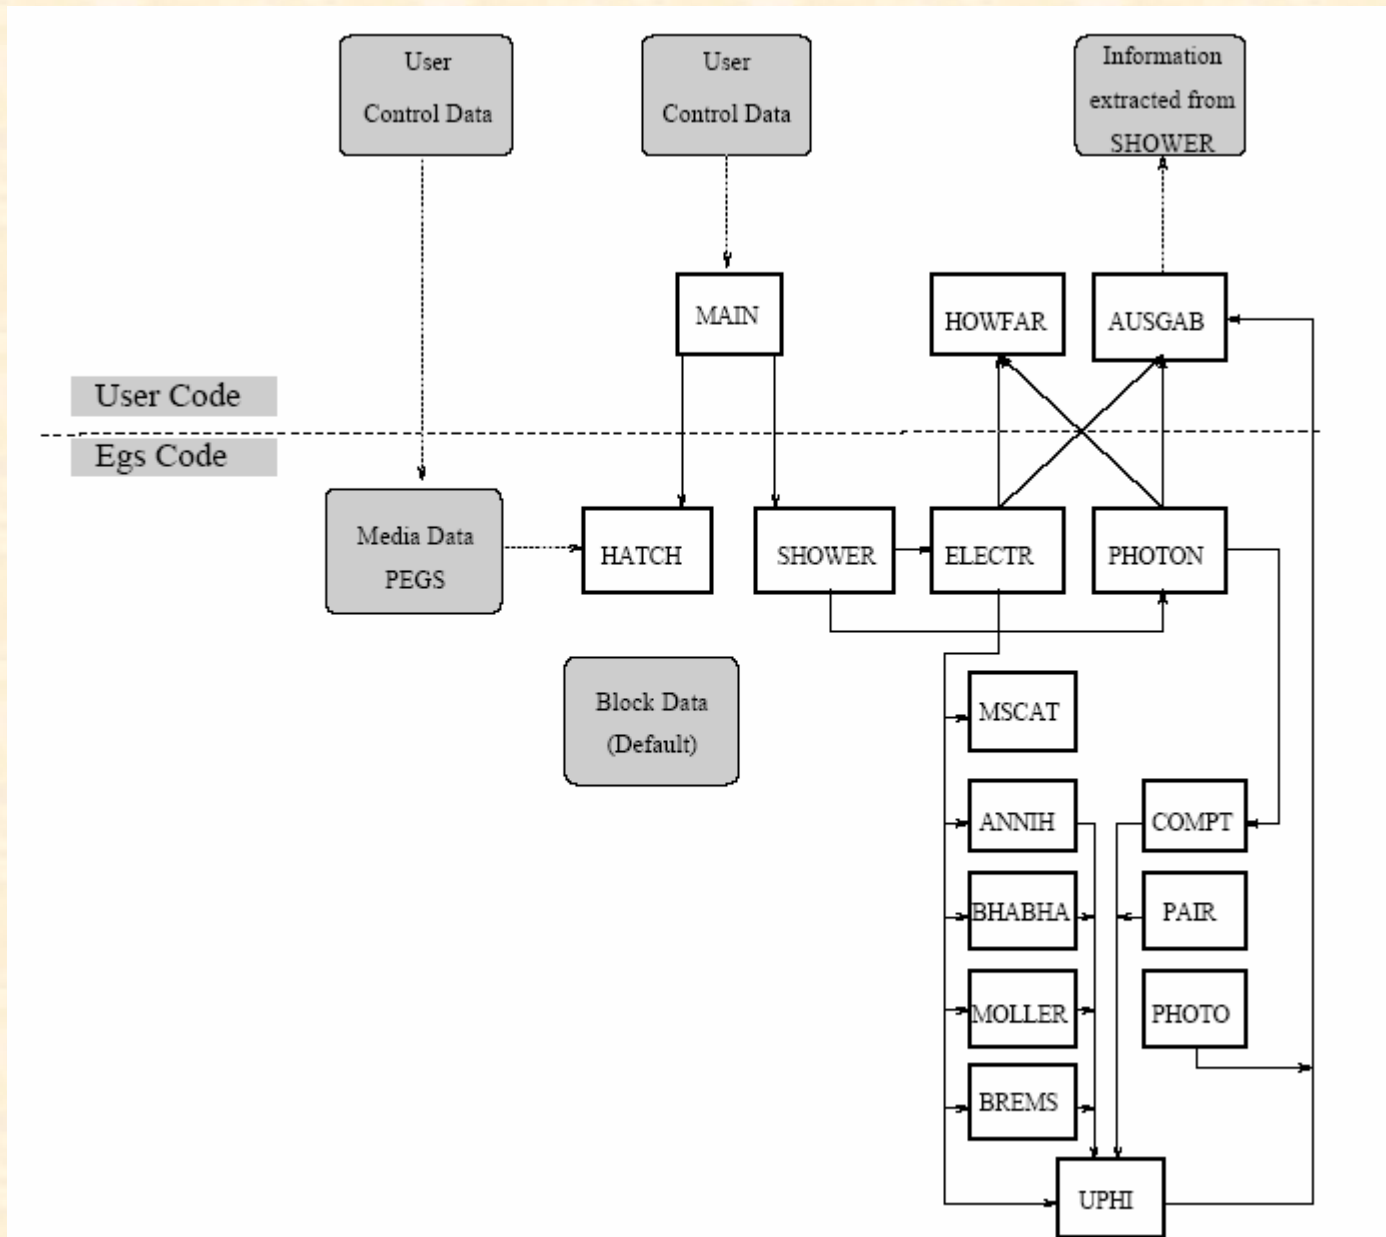 User
Control Data
User
Control Data
Information
extracted from
SHOWER
MAIN
HOWFAR
AUSGAB
User Code
Egs Code
Media Data
PEGS
HATCH
SHOWER
ELECTR
PHOTON
Block Data
(Default)
MSCAT
ANNIH
COMPT
BHABHA
PAIR
MOLLER
PHOTO
BREMS
UPHI